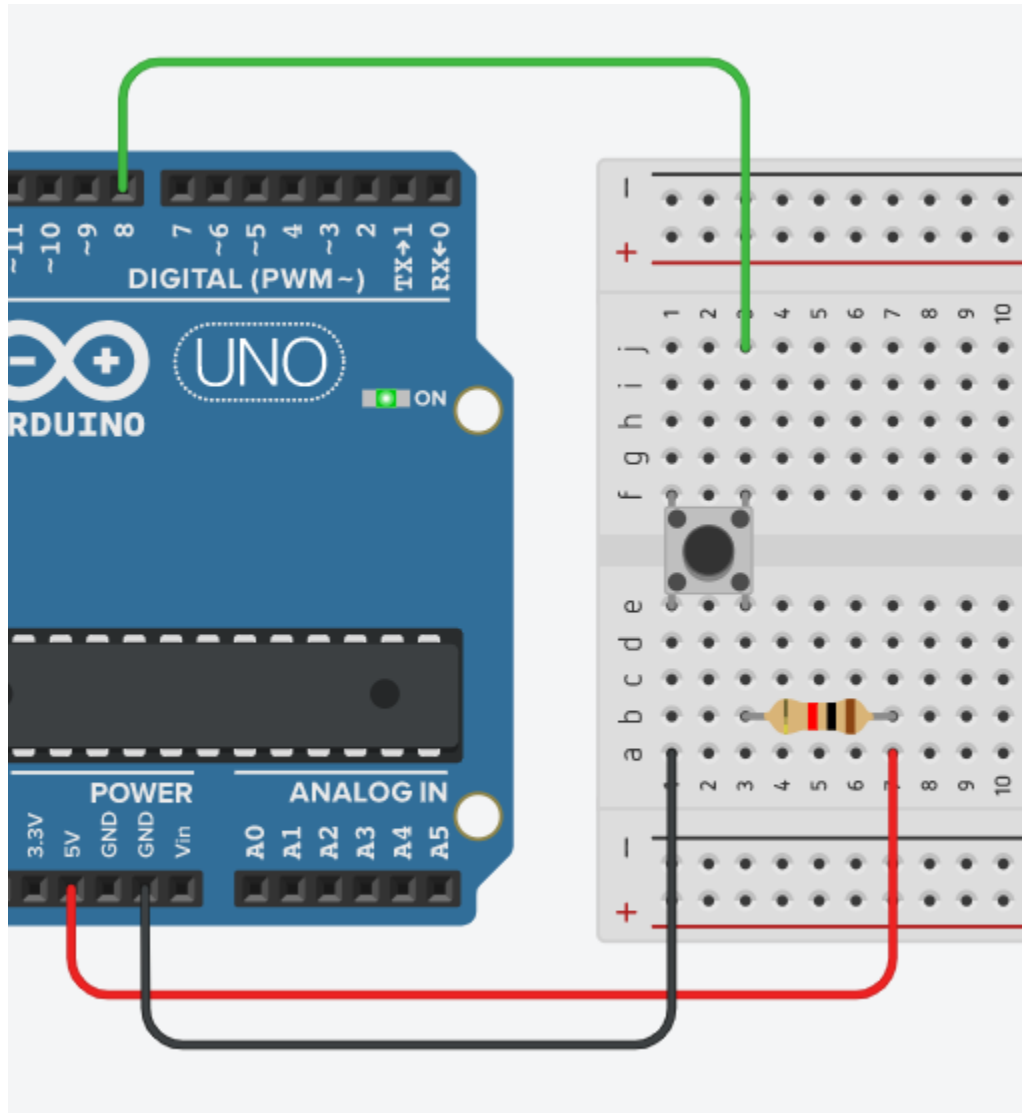 ~11 ~10 ~9 8 7 ~6 ~5 4 ~3 2 TX→1 RX←0
DIGITAL (PWM~)
UNO
ON
RDUINO
POWER
ANALOG IN
3.3V 5V GND GND Vin
A0 A1 A2 A3 A4 A5
−
+
1 2 3 4 5 6 7 8 9 10
j
i
h
g
f
e
d
c
b
a
2 3 4 5 6 7 8 9 10
−
+